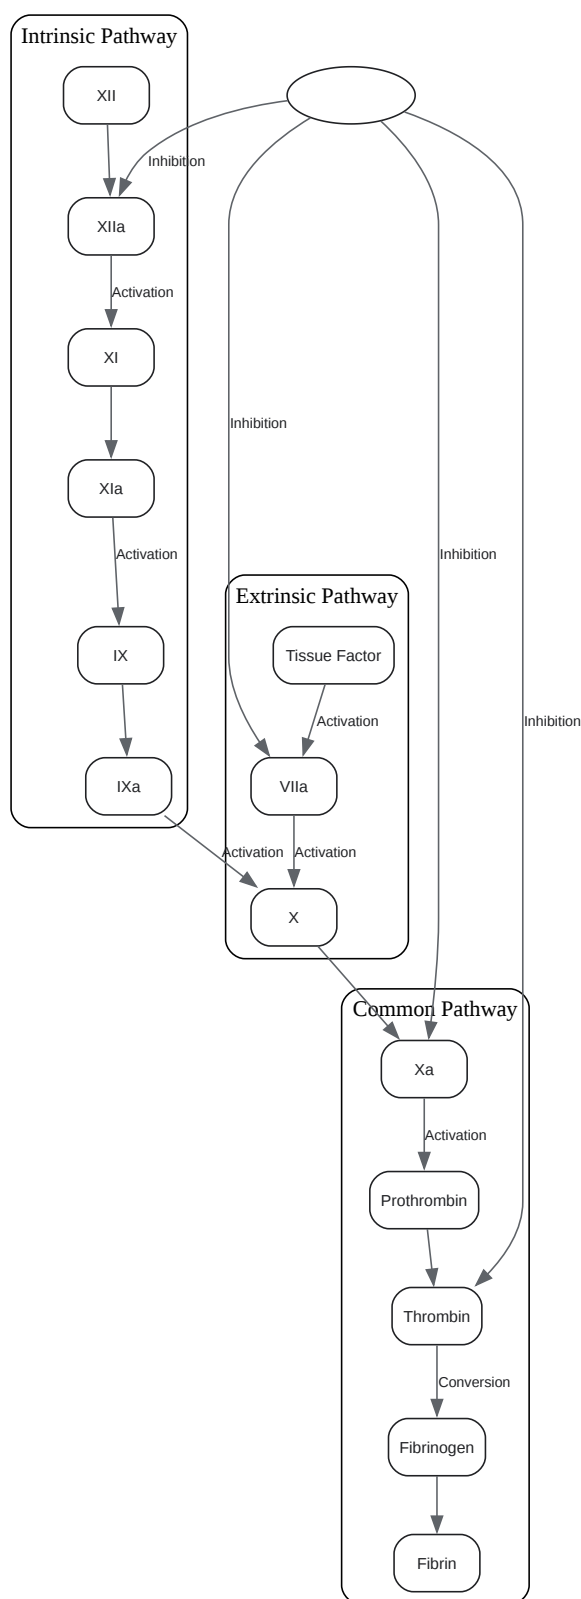 Intrinsic Pathway
XII
Inhibition
XIIa
Activation
XI
Inhibition
XIa
Activation
Inhibition
Extrinsic Pathway
IX
Tissue Factor
Activation
Inhibition
IXa
VIIa
Activation
Activation
X
Common Pathway
Xa
Activation
Prothrombin
Thrombin
Conversion
Fibrinogen
Fibrin